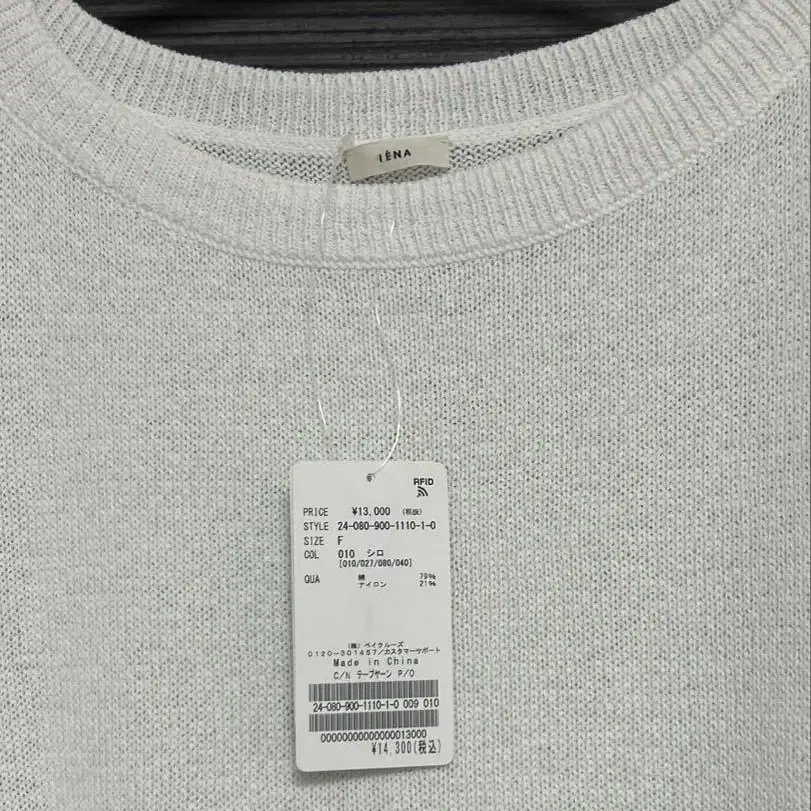 IÉNA
RFID
PRICE ¥13,000 (税抜)
STYLE 24-080-900-1110-1-0
SIZE F
COL 010 シロ
[010/027/080/040]
QUA 綿 79%
ナイロン 21%
(株)ベイクルーズ
0120-301457/カスタマーサポート
Made in China
C/N テープヤーン P/O
24-080-900-1110-1-0 009 010
0000000000000013000
¥14,300(税込)